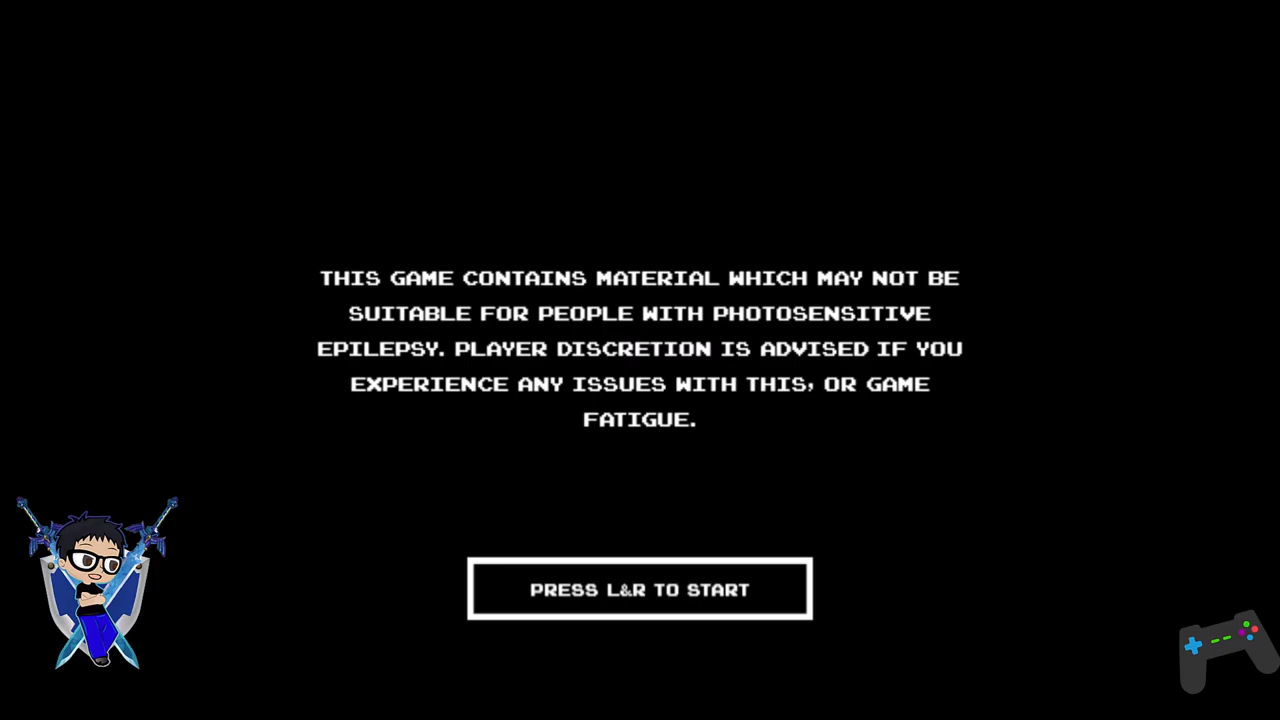 THIS GAME CONTAINS MATERIAL WHICH MAY NOT BE
SUITABLE FOR PEOPLE WITH PHOTOSENSITIVE
EPILEPSY. PLAYER DISCRETION IS ADVISED IF YOU
EXPERIENCE ANY ISSUES WITH THIS, OR GAME
FATIGUE.
PRESS L&R TO START